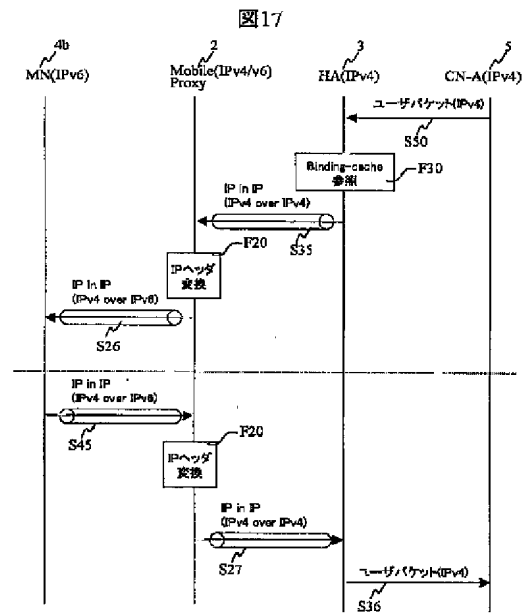 図17
4b
2
3
5
MN(IPv6)
Mobile(IPv4/v6)
Proxy
HA(IPv4)
CN-A(IPv4)
ユーザパケット(IPv4)
S50
Binding-cache
参照
F30
IP in IP
(IPv4 over IPv4)
S35
F20
IPヘッダ
変換
IP in IP
(IPv4 over IPv6)
S26
IP in IP
(IPv4 over IPv6)
S45
F20
IPヘッダ
変換
IP in IP
(IPv4 over IPv4)
S27
ユーザパケット(IPv4)
S36